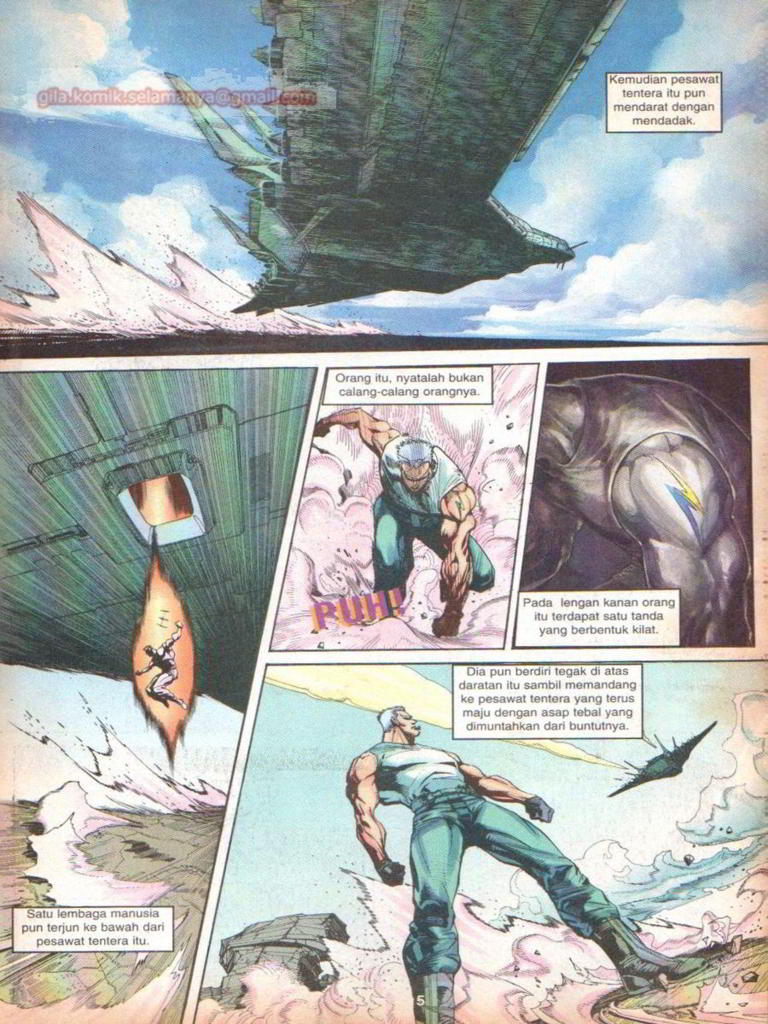 gila.komik.selamanya@gmail.com
Kemudian pesawat
tentera itu pun
mendarat dengan
mendadak.
Satu lembaga manusia
pun terjun ke bawah dari
pesawat tentera itu.
Orang itu, nyatalah bukan
calang-calang orangnya.
PUH!
Pada lengan kanan orang
itu terdapat satu tanda
yang berbentuk kilat.
Dia pun berdiri tegak di atas
daratan itu sambil memandang
ke pesawat tentera yang terus
maju dengan asap tebal yang
dimuntahkan dari buntutnya.
5